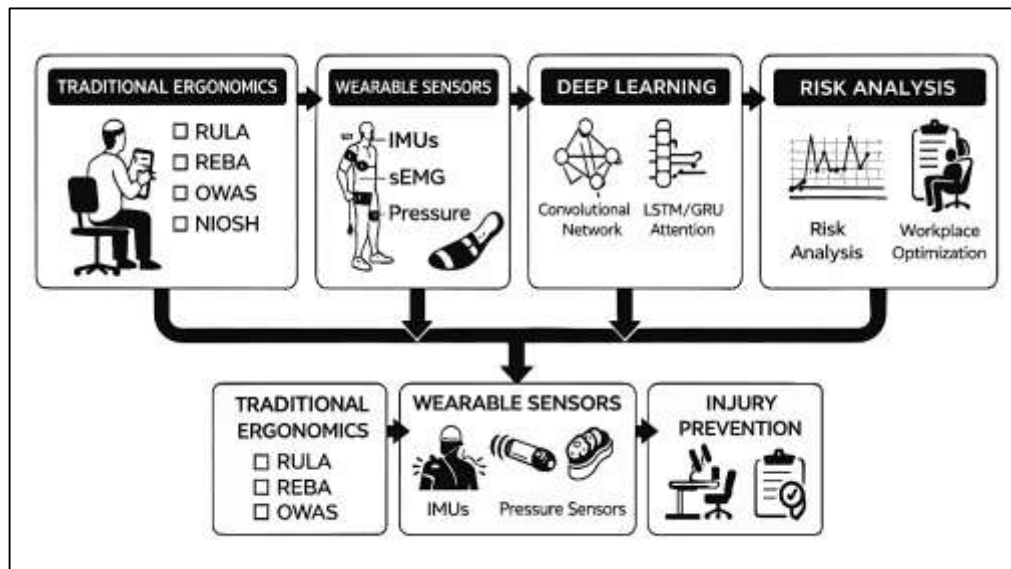 TRADITIONAL ERGONOMICS
☐ RULA
☐ REBA
☐ OWAS
☐ NIOSH
WEARABLE SENSORS
IMUs
sEMG
Pressure
DEEP LEARNING
Convolutional
Network
LSTM/GRU
Attention
RISK ANALYSIS
Risk
Analysis
Workplace
Optimization
TRADITIONAL
ERGONOMICS
☐ RULA
☐ REBA
☐ OWAS
WEARABLE SENSORS
IMUs
Pressure Sensors
INJURY
PREVENTION